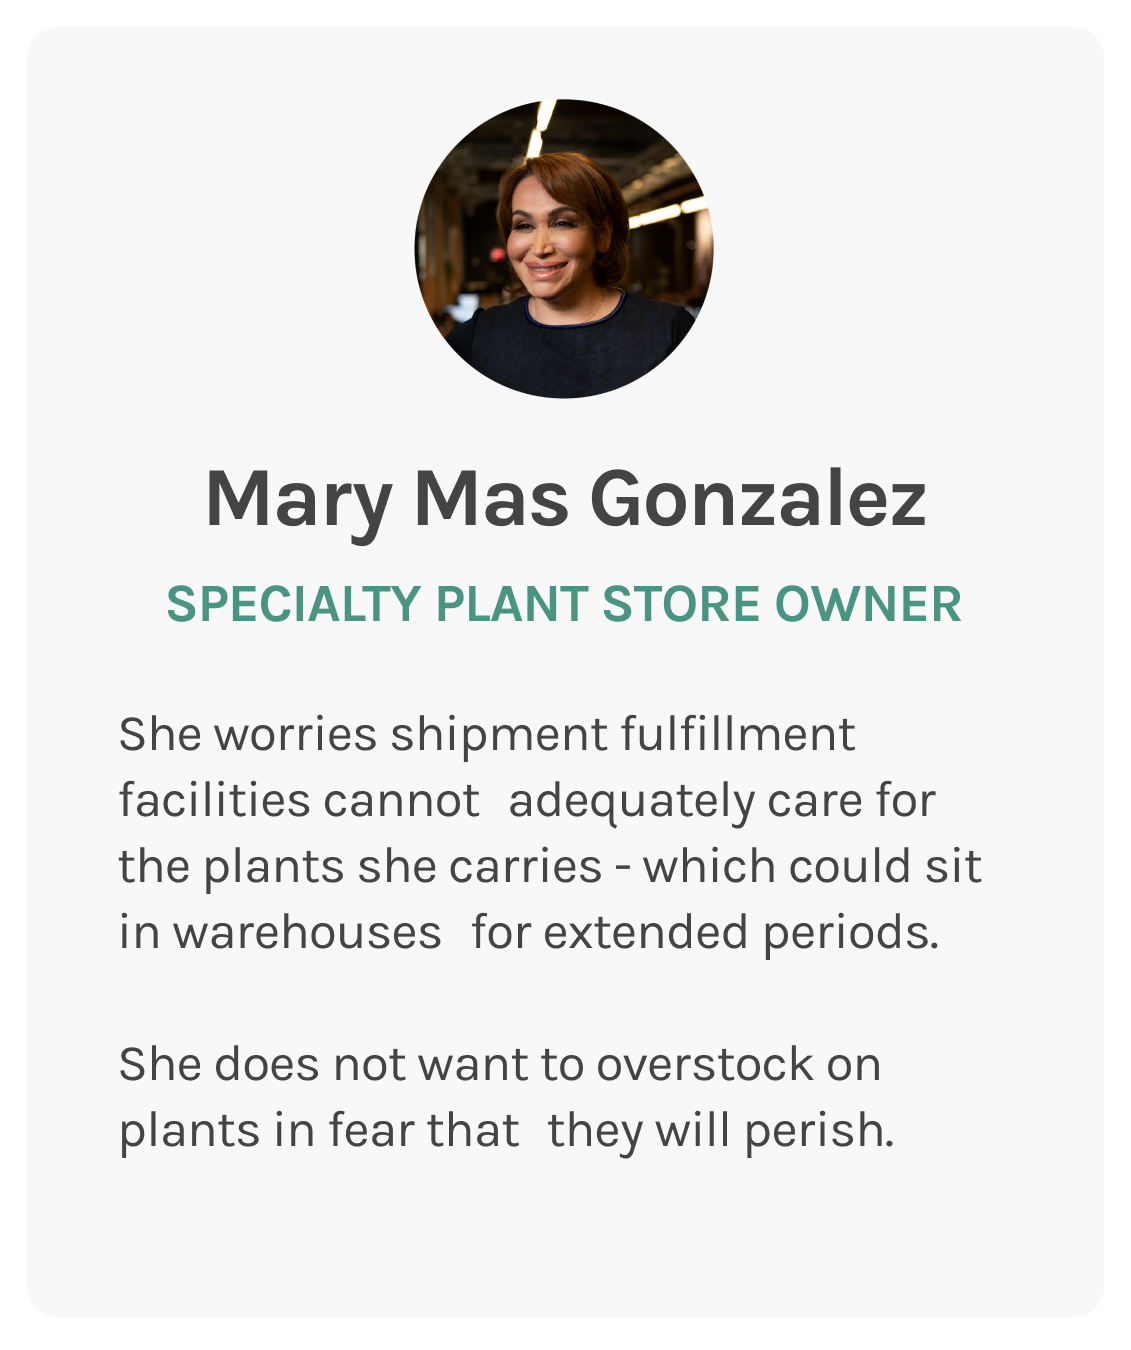 Mary Mas Gonzalez
SPECIALTY PLANT STORE OWNER
She worries shipment fulfillment
facilities cannot adequately care for
the plants she carries - which could sit
in warehouses for extended periods.
She does not want to overstock on
plants in fear that they will perish.